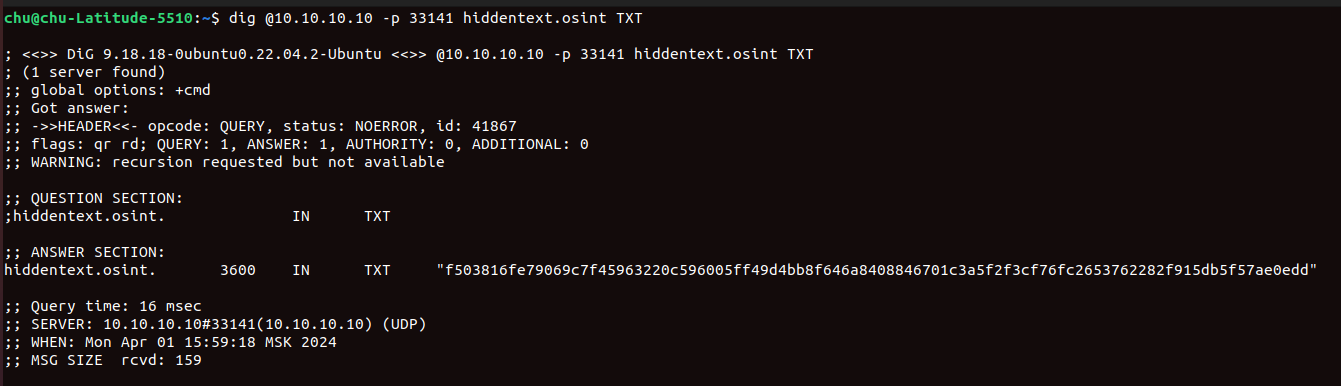 chu@chu-Latitude-5510:~$ dig @10.10.10.10 -p 33141 hiddentext.osint TXT
; <<>> DiG 9.18.18-0ubuntu0.22.04.2-Ubuntu <<>> @10.10.10.10 -p 33141 hiddentext.osint TXT
; (1 server found)
;; global options: +cmd
;; Got answer:
;; ->>HEADER<<- opcode: QUERY, status: NOERROR, id: 41867
;; flags: qr rd; QUERY: 1, ANSWER: 1, AUTHORITY: 0, ADDITIONAL: 0
;; WARNING: recursion requested but not available
;; QUESTION SECTION:
;hiddentext.osint. IN TXT
;; ANSWER SECTION:
hiddentext.osint. 3600 IN TXT "f503816fe79069c7f45963220c596005ff49d4bb8f646a8408846701c3a5f2f3cf76fc2653762282f915db5f57ae0edd"
;; Query time: 16 msec
;; SERVER: 10.10.10.10#33141(10.10.10.10) (UDP)
;; WHEN: Mon Apr 01 15:59:18 MSK 2024
;; MSG SIZE rcvd: 159